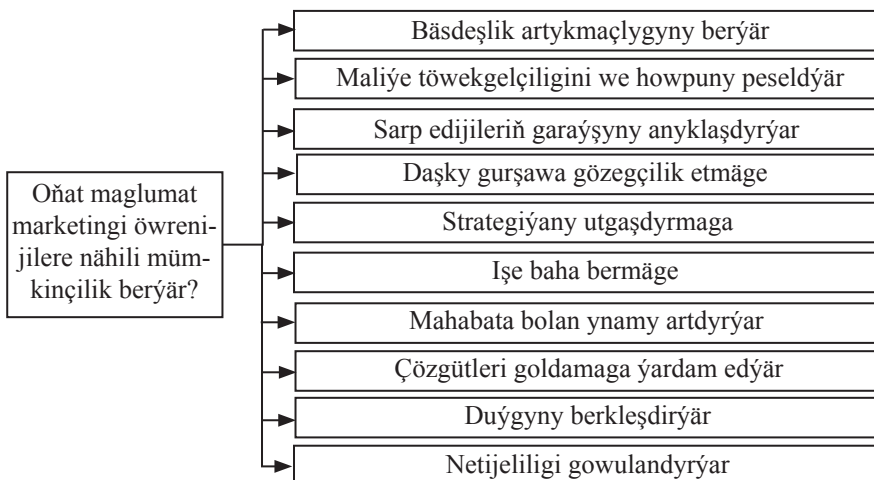 Oňat maglumat
marketingi öwreni-
jilere nähili müm-
kinçilik berýär?
Bäsdeşlik artykmaçlygyny berýär
Maliýe töwekgelçiligini we howpuny peseldýär
Sarp edijileriň garaýşyny anyklaşdyrýar
Daşky gurşawa gözegçilik etmäge
Strategiýany utgaşdyrmaga
Işe baha bermäge
Mahabata bolan ynamy artdyrýar
Çözgütleri goldamaga ýardam edýär
Duýgyny berkleşdirýär
Netijeliligi gowulandyrýar